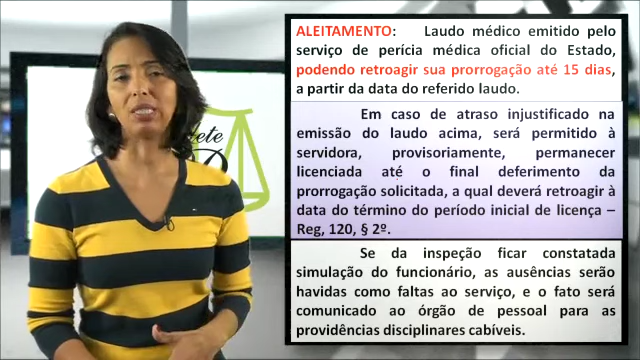 ALEITAMENTO: Laudo médico emitido pelo
serviço de perícia médica oficial do Estado,
podendo retroagir sua prorrogação até 15 dias,
a partir da data do referido laudo.
Em caso de atraso injustificado na
emissão do laudo acima, será permitido à
servidora, provisoriamente, permanecer
licenciada até o final deferimento da
prorrogação solicitada, a qual deverá retroagir à
data do término do período inicial de licença –
Reg, 120, § 2º.
Se da inspeção ficar constatada
simulação do funcionário, as ausências serão
havidas como faltas ao serviço, e o fato será
comunicado ao órgão de pessoal para as
providências disciplinares cabíveis.